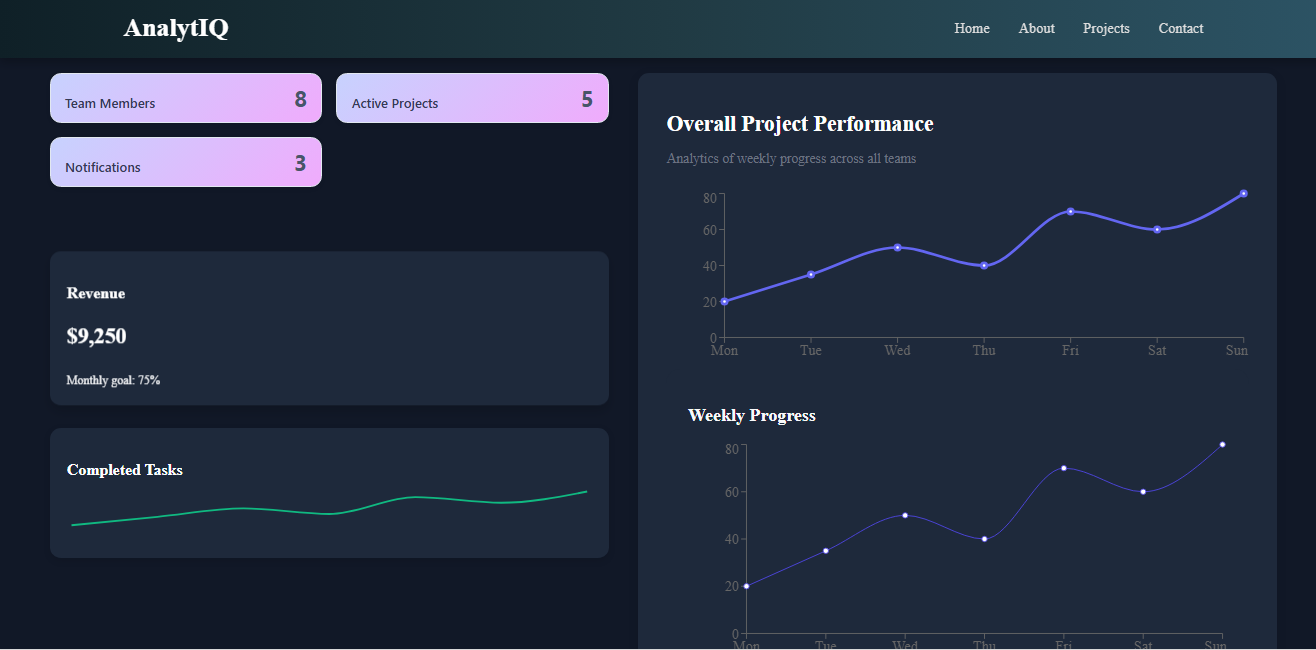 AnalytIQ
Home About Projects Contact
Team Members 8
Active Projects 5
Notifications 3
Revenue
$9,250
Monthly goal: 75%
Completed Tasks
Overall Project Performance
Analytics of weekly progress across all teams
80
60
40
20
0
Mon Tue Wed Thu Fri Sat Sun
Weekly Progress
80
60
40
20
0
Mon Tue Wed Thu Fri Sat Sun